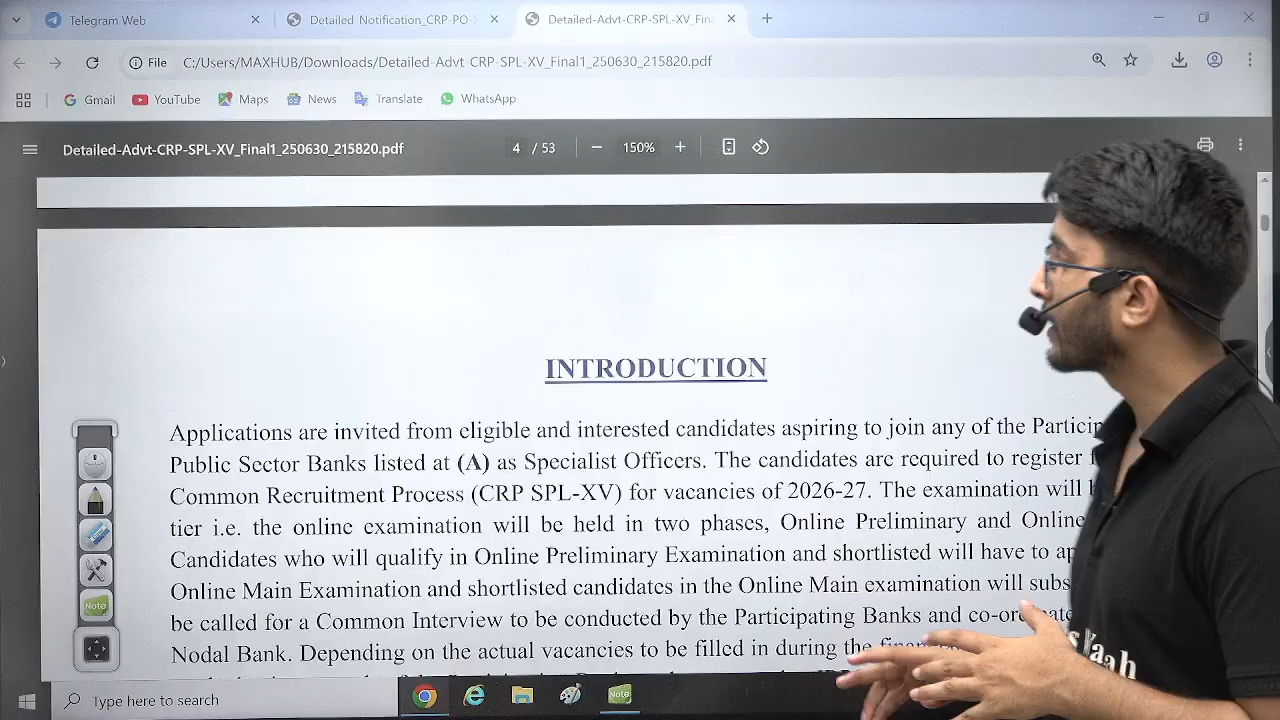 Telegram Web
Detailed Notification_CRP-PO
Detailed-Advt-CRP-SPL-XV_Fin
File C:/Users/MAXHUB/Downloads/Detailed-Advt CRP-SPL-XV_Final1_250630_215820.pdf
Gmail YouTube Maps News Translate WhatsApp
Detailed-Advt-CRP-SPL-XV_Final1_250630_215820.pdf 4 / 53 150%
INTRODUCTION
Applications are invited from eligible and interested candidates aspiring to join any of the Particip
Public Sector Banks listed at (A) as Specialist Officers. The candidates are required to register
Common Recruitment Process (CRP SPL-XV) for vacancies of 2026-27. The examination will
tier i.e. the online examination will be held in two phases, Online Preliminary and Online
Candidates who will qualify in Online Preliminary Examination and shortlisted will have to ap
Online Main Examination and shortlisted candidates in the Online Main examination will subs
be called for a Common Interview to be conducted by the Participating Banks and co-ordinate
Nodal Bank. Depending on the actual vacancies to be filled in during the
Note
Type here to search
Note